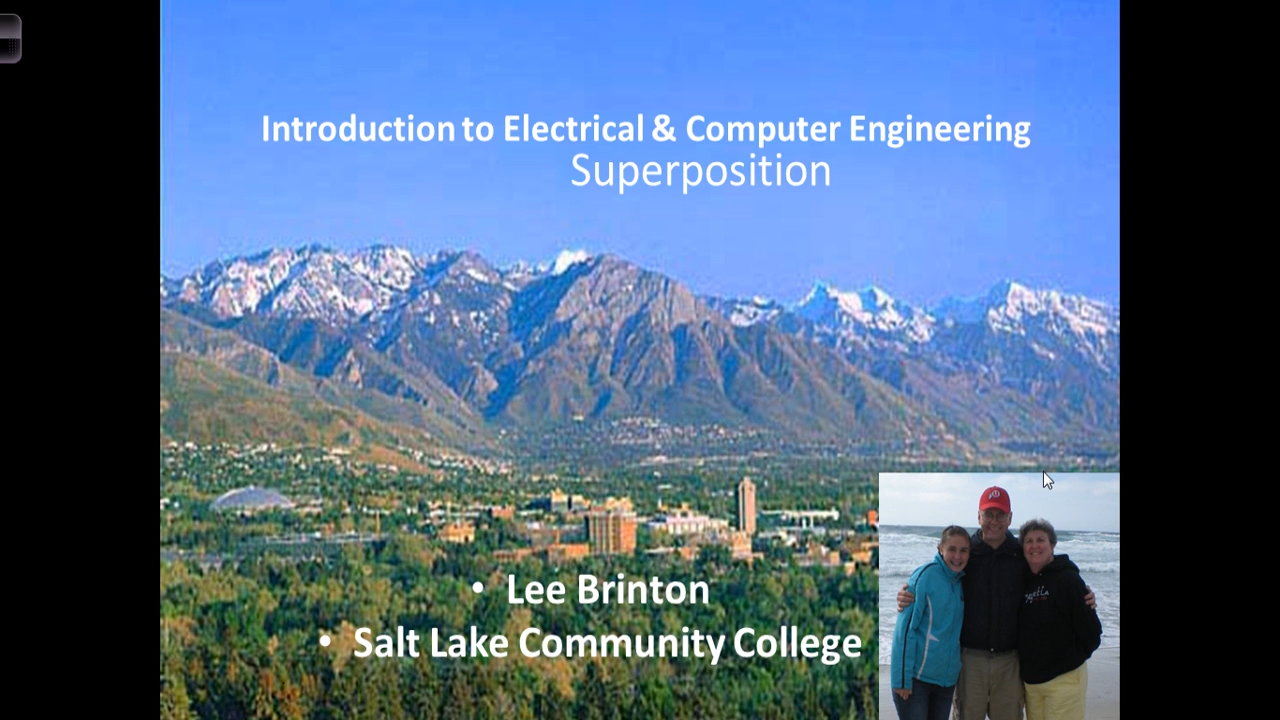 Introduction to Electrical & Computer Engineering
Superposition
• Lee Brinton
• Salt Lake Community College